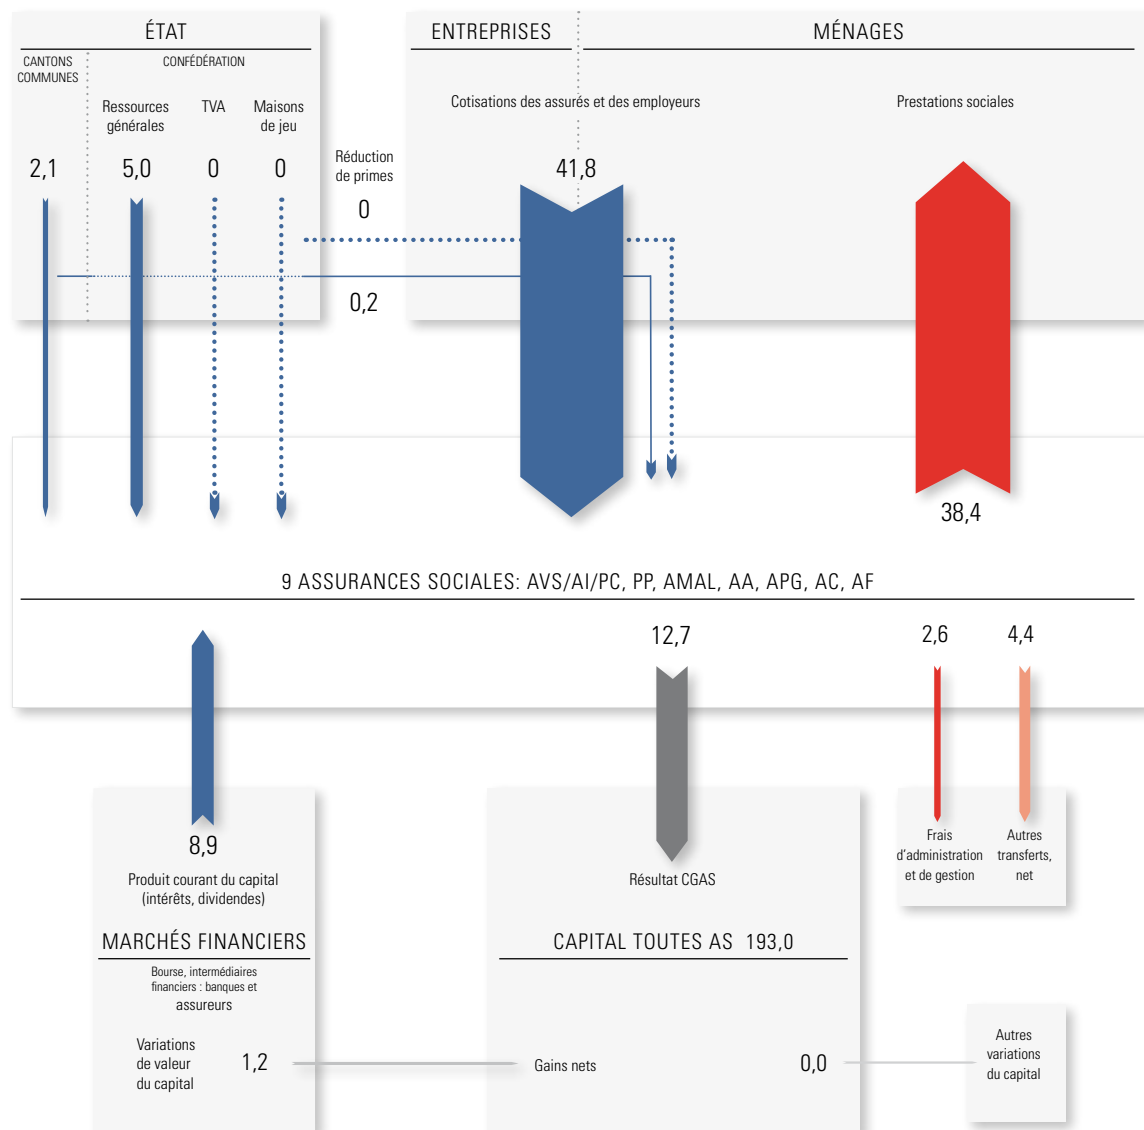 ÉTAT
CANTONS
COMMUNES
CONFÉDÉRATION
Ressources
générales
TVA
Maisons
de jeu
2,1
5,0
0
0
Réduction
de primes
0
0,2
ENTREPRISES
MÉNAGES
Cotisations des assurés et des employeurs
Prestations sociales
41,8
38,4
9 ASSURANCES SOCIALES: AVS/AI/PC, PP, AMAL, AA, APG, AC, AF
12,7
2,6
4,4
8,9
Produit courant du capital
(intérêts, dividendes)
Résultat CGAS
Frais
d'administration
et de gestion
Autres
transferts,
net
MARCHÉS FINANCIERS
Bourse, intermédiaires
financiers : banques et
assureurs
CAPITAL TOUTES AS 193,0
Variations
de valeur
du capital
1,2
Gains nets
0,0
Autres
variations
du capital